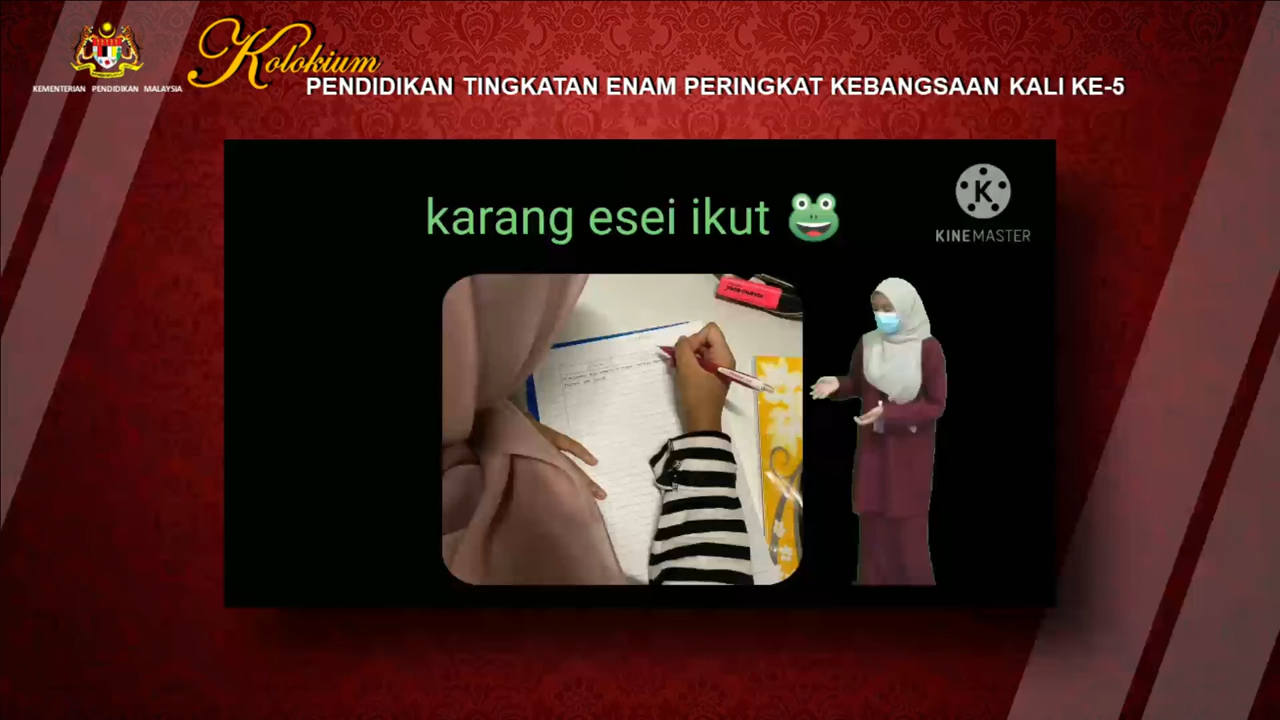 Kolokium
KEMENTERIAN PENDIDIKAN MALAYSIA
PENDIDIKAN TINGKATAN ENAM PERINGKAT KEBANGSAAN KALI KE-5
karang esei ikut 🐸
K
KINEMASTER